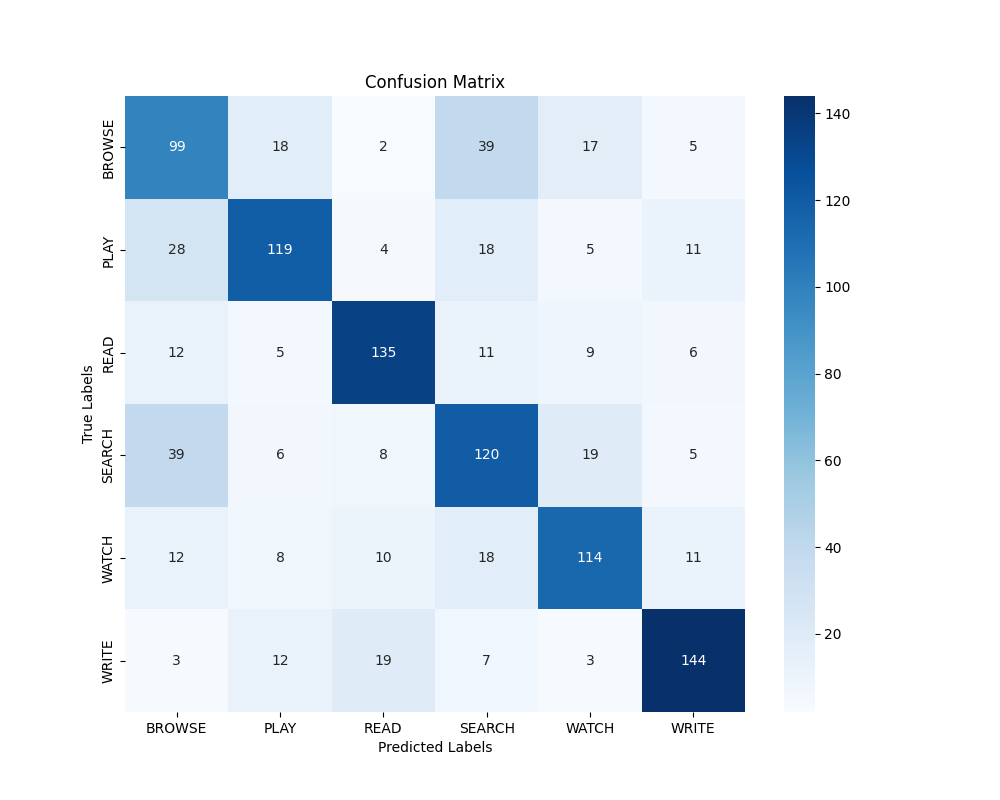 Confusion Matrix
BROWSE 99 18 2 39 17 5
PLAY 28 119 4 18 5 11
READ 12 5 135 11 9 6
SEARCH 39 6 8 120 19 5
WATCH 12 8 10 18 114 11
WRITE 3 12 19 7 3 144
True Labels
BROWSE PLAY READ SEARCH WATCH WRITE
Predicted Labels
140
120
100
80
60
40
20